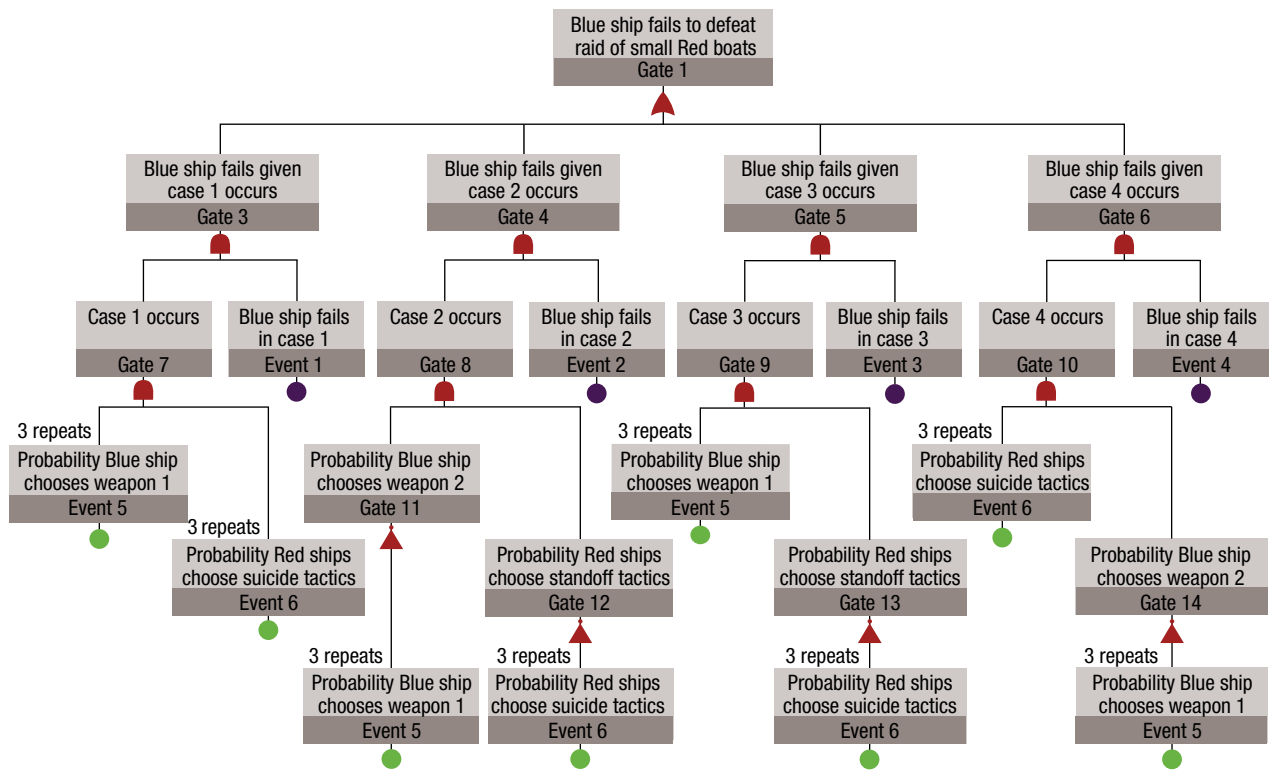 Blue ship fails to defeat
raid of small Red boats
Gate 1
Blue ship fails given
case 1 occurs
Gate 3
Blue ship fails given
case 2 occurs
Gate 4
Blue ship fails given
case 3 occurs
Gate 5
Blue ship fails given
case 4 occurs
Gate 6
Case 1 occurs
Gate 7
Blue ship fails
in case 1
Event 1
Case 2 occurs
Gate 8
Blue ship fails
in case 2
Event 2
Case 3 occurs
Gate 9
Blue ship fails
in case 3
Event 3
Case 4 occurs
Gate 10
Blue ship fails
in case 4
Event 4
3 repeats
Probability Blue ship
chooses weapon 1
Event 5
3 repeats
Probability Red ships
choose suicide tactics
Event 6
Probability Blue ship
chooses weapon 2
Gate 11
3 repeats
Probability Blue ship
chooses weapon 1
Event 5
Probability Red ships
choose standoff tactics
Gate 12
3 repeats
Probability Red ships
choose suicide tactics
Event 6
3 repeats
Probability Blue ship
chooses weapon 1
Event 5
Probability Red ships
choose standoff tactics
Gate 13
3 repeats
Probability Red ships
choose suicide tactics
Event 6
3 repeats
Probability Red ships
choose suicide tactics
Event 6
Probability Blue ship
chooses weapon 2
Gate 14
3 repeats
Probability Blue ship
chooses weapon 1
Event 5